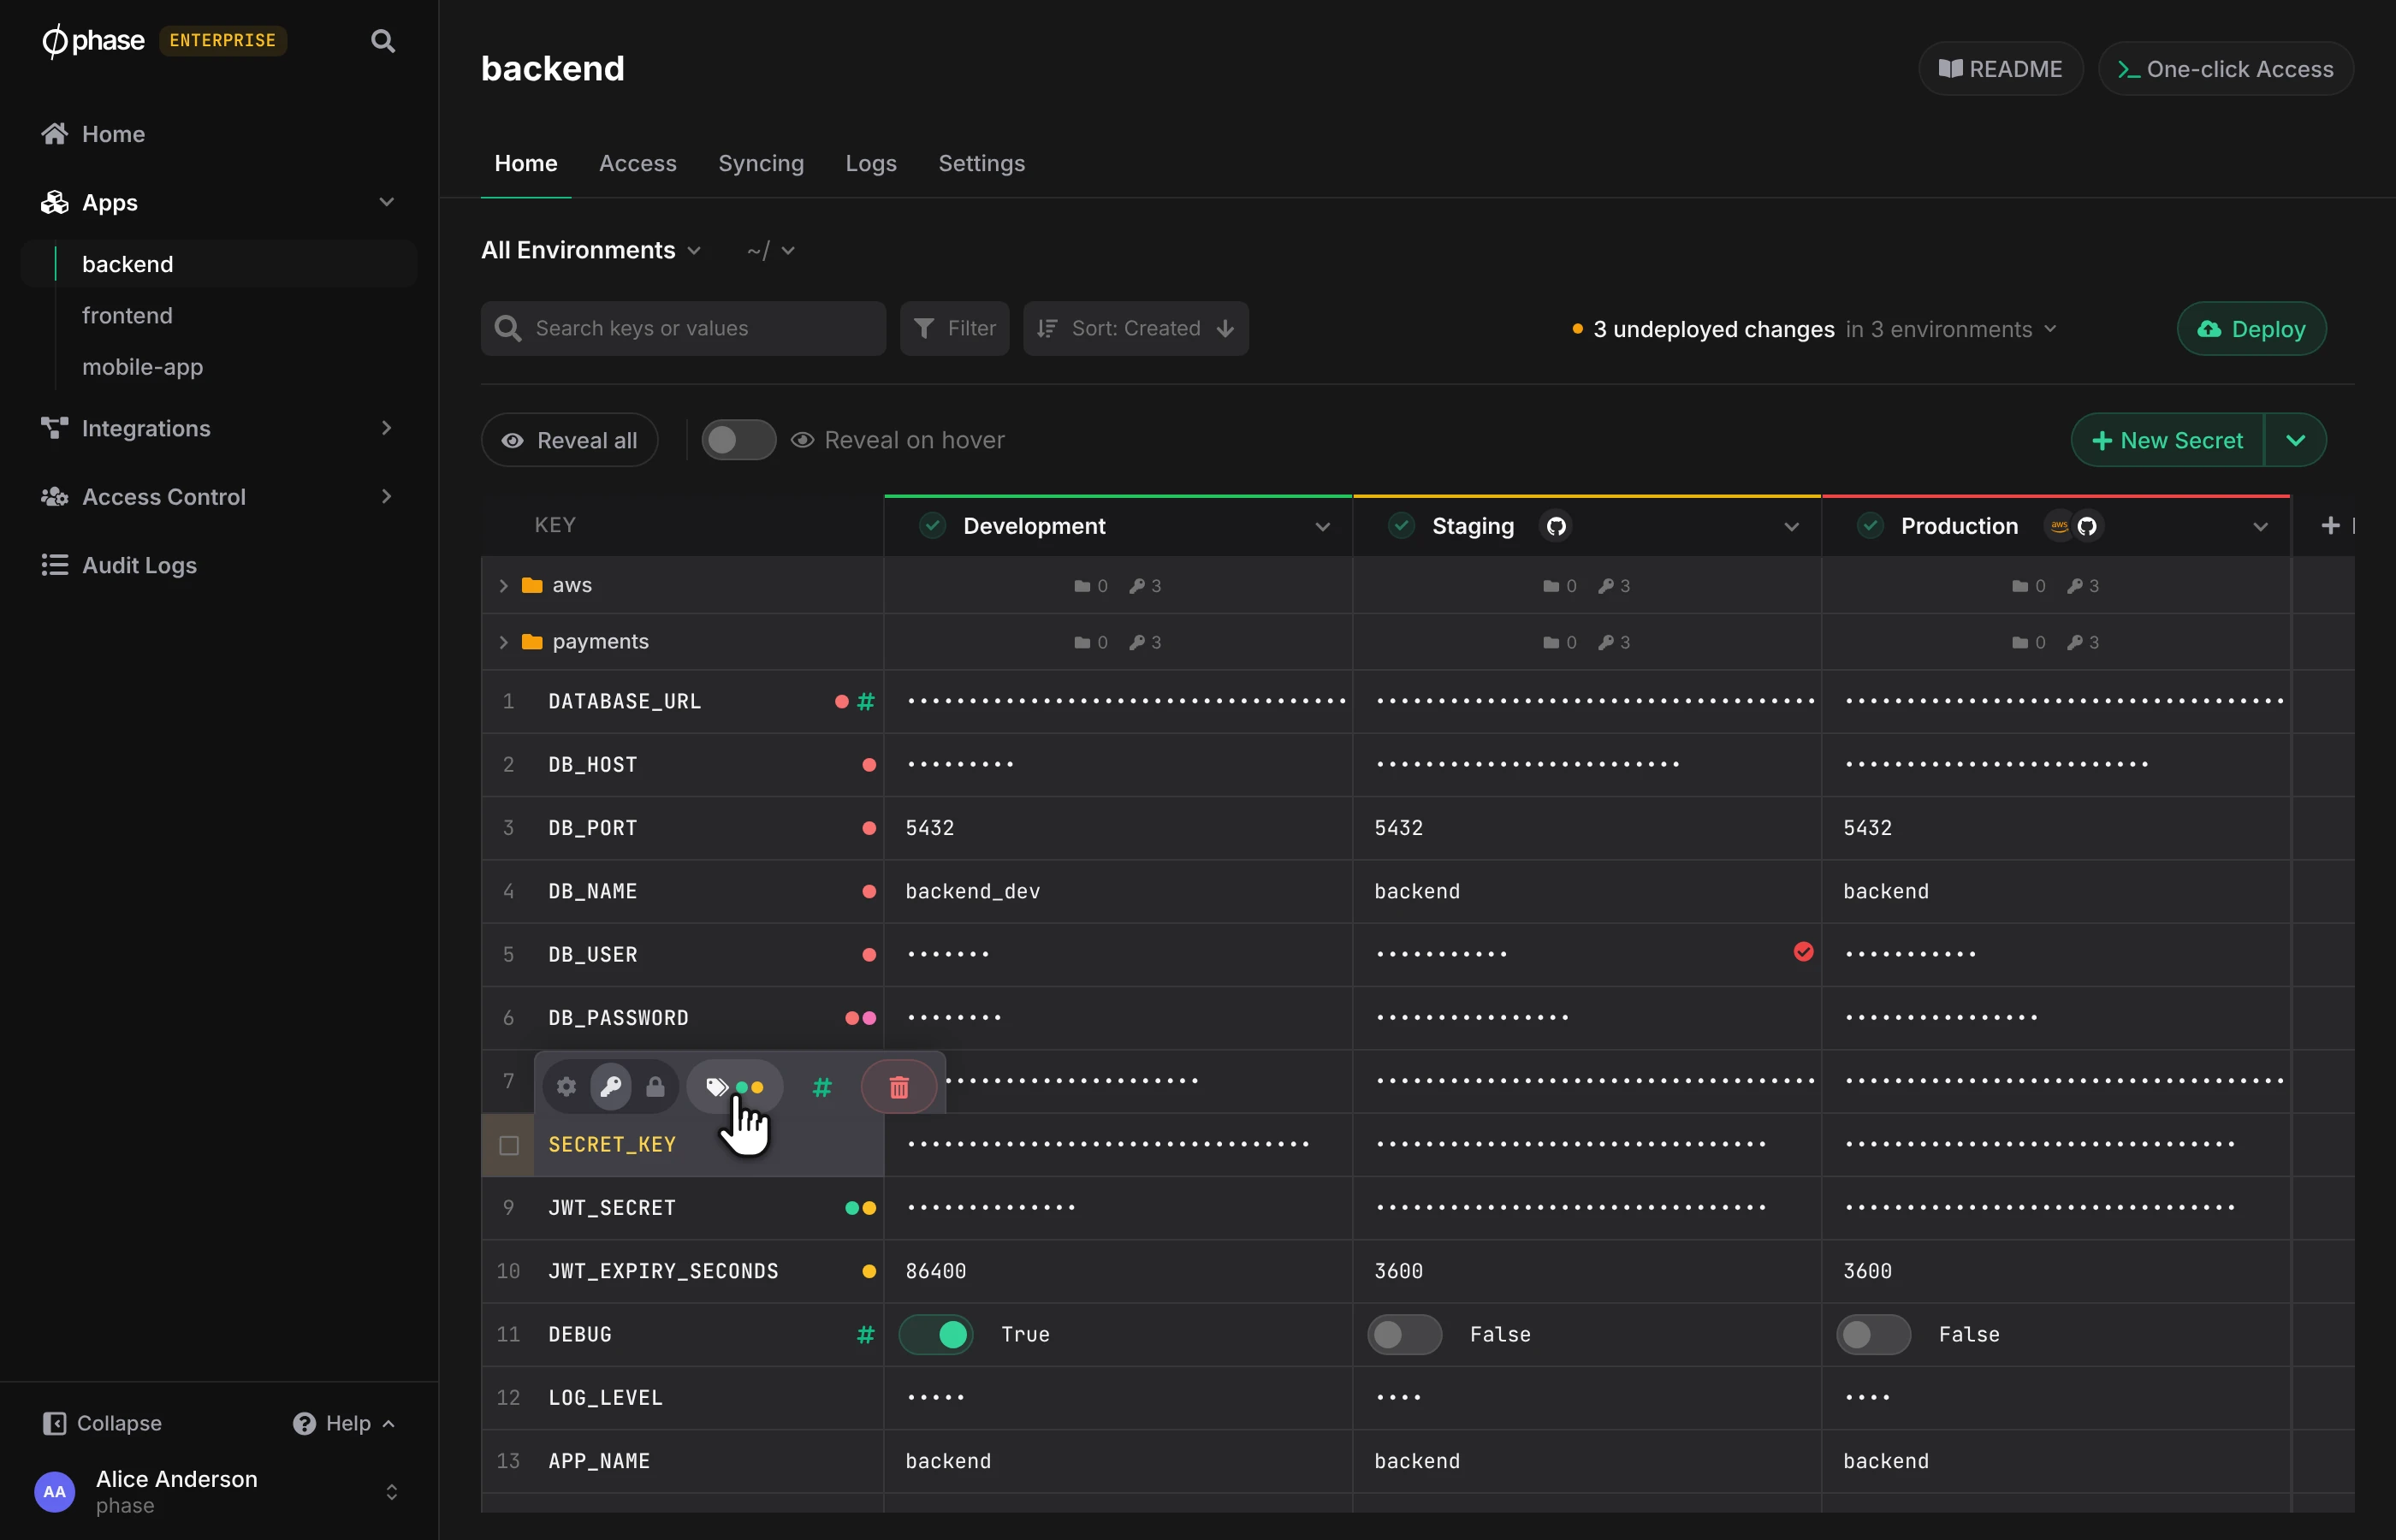 phase ENTERPRISE
Home
Apps
backend
frontend
mobile-app
Integrations
Access Control
Audit Logs
Collapse
Help
AA
Alice Anderson
phase
backend
README
One-click Access
Home Access Syncing Logs Settings
All Environments ~/
Search keys or values
Filter
Sort: Created
3 undeployed changes in 3 environments
Deploy
Reveal all
Reveal on hover
New Secret
KEY Development Staging Production aws
aws 0 3 0 3 0 3
payments 0 3 0 3 0 3
1 DATABASE_URL #
2 DB_HOST
3 DB_PORT 5432 5432 5432
4 DB_NAME backend_dev backend backend
5 DB_USER
6 DB_PASSWORD
7 #
SECRET_KEY
9 JWT_SECRET
10 JWT_EXPIRY_SECONDS 86400 3600 3600
11 DEBUG # True False False
12 LOG_LEVEL
13 APP_NAME backend backend backend